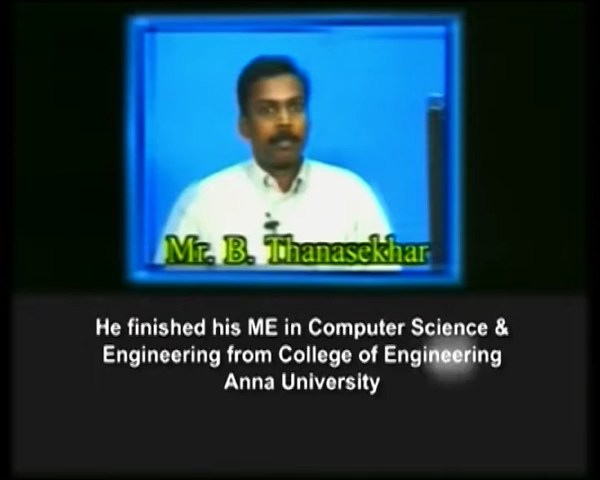 Mr. B. Thanasekhar
He finished his ME in Computer Science &
Engineering from College of Engineering
Anna University